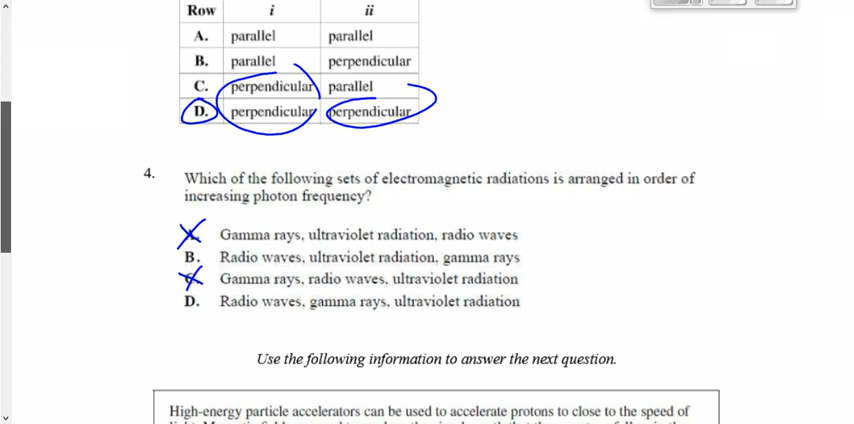 Row i ii
A. parallel parallel
B. parallel perpendicular
C. perpendicular parallel
D. perpendicular perpendicular
4. Which of the following sets of electromagnetic radiations is arranged in order of
increasing photon frequency?
Gamma rays, ultraviolet radiation, radio waves
B. Radio waves, ultraviolet radiation, gamma rays
Gamma rays, radio waves, ultraviolet radiation
D. Radio waves, gamma rays, ultraviolet radiation
Use the following information to answer the next question.
High-energy particle accelerators can be used to accelerate protons to close to the speed of